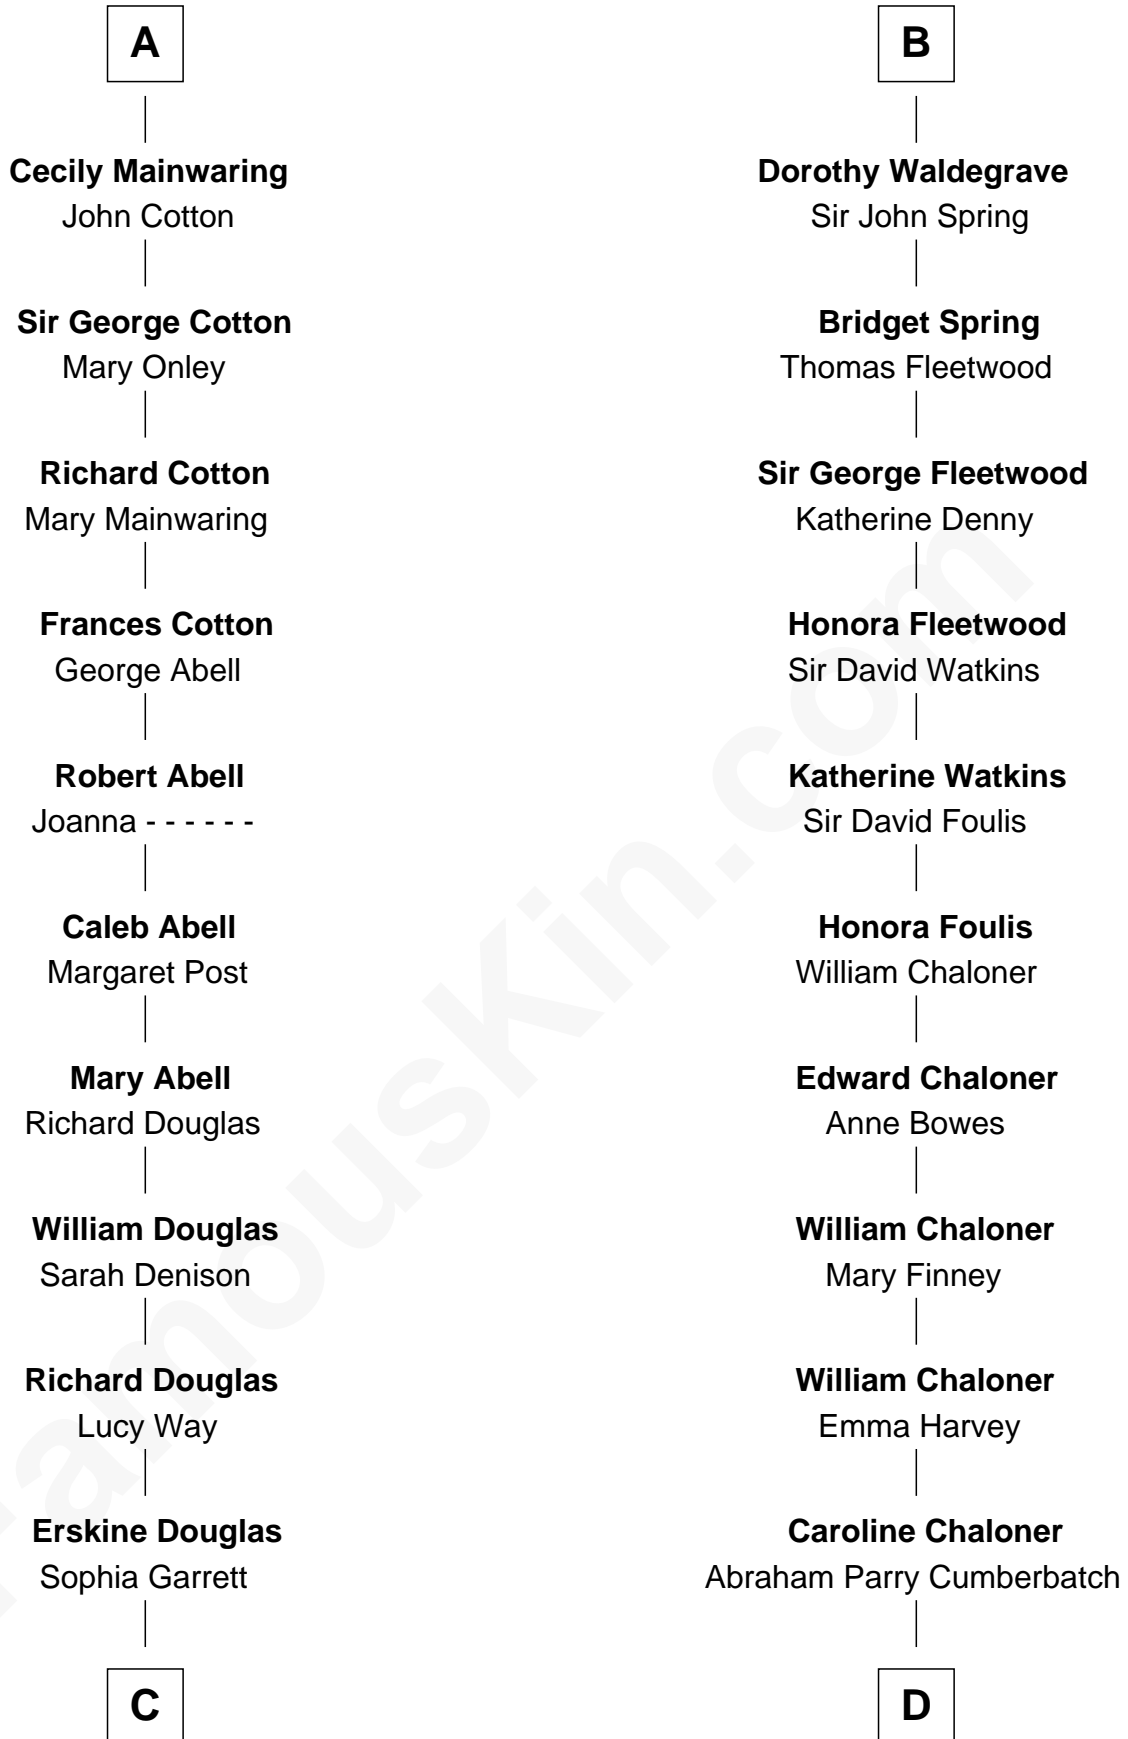 A
Cecily Mainwaring
John Cotton
Sir George Cotton
Mary Onley
Richard Cotton
Mary Mainwaring
Frances Cotton
George Abell
Robert Abell
Joanna - - - - - -
Caleb Abell
Margaret Post
Mary Abell
Richard Douglas
William Douglas
Sarah Denison
Richard Douglas
Lucy Way
Erskine Douglas
Sophia Garrett
C
B
Dorothy Waldegrave
Sir John Spring
Bridget Spring
Thomas Fleetwood
Sir George Fleetwood
Katherine Denny
Honora Fleetwood
Sir David Watkins
Katherine Watkins
Sir David Foulis
Honora Foulis
William Chaloner
Edward Chaloner
Anne Bowes
William Chaloner
Mary Finney
William Chaloner
Emma Harvey
Caroline Chaloner
Abraham Parry Cumberbatch
D
FamousKin.com